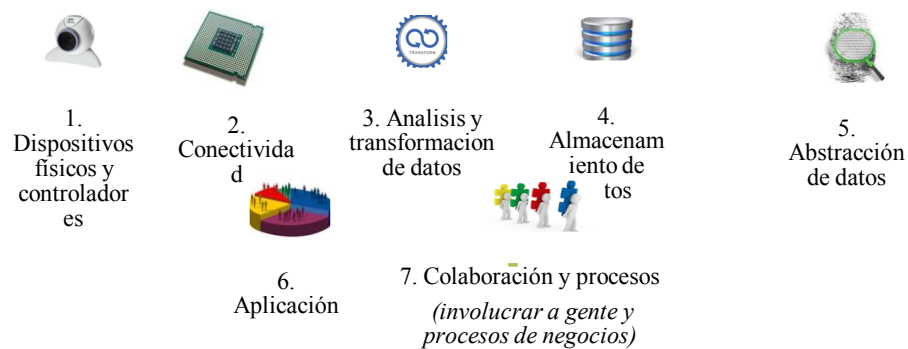 TRANSFORM
1.
Dispositivos
físicos y
controlador
es
2.
Conectivida
d
3. Analisis y
transformacion
de datos
4.
Almacenam
iento de
tos
5.
Abstracción
de datos
6.
Aplicación
7. Colaboración y procesos
(involucrar a gente y
procesos de negocios)